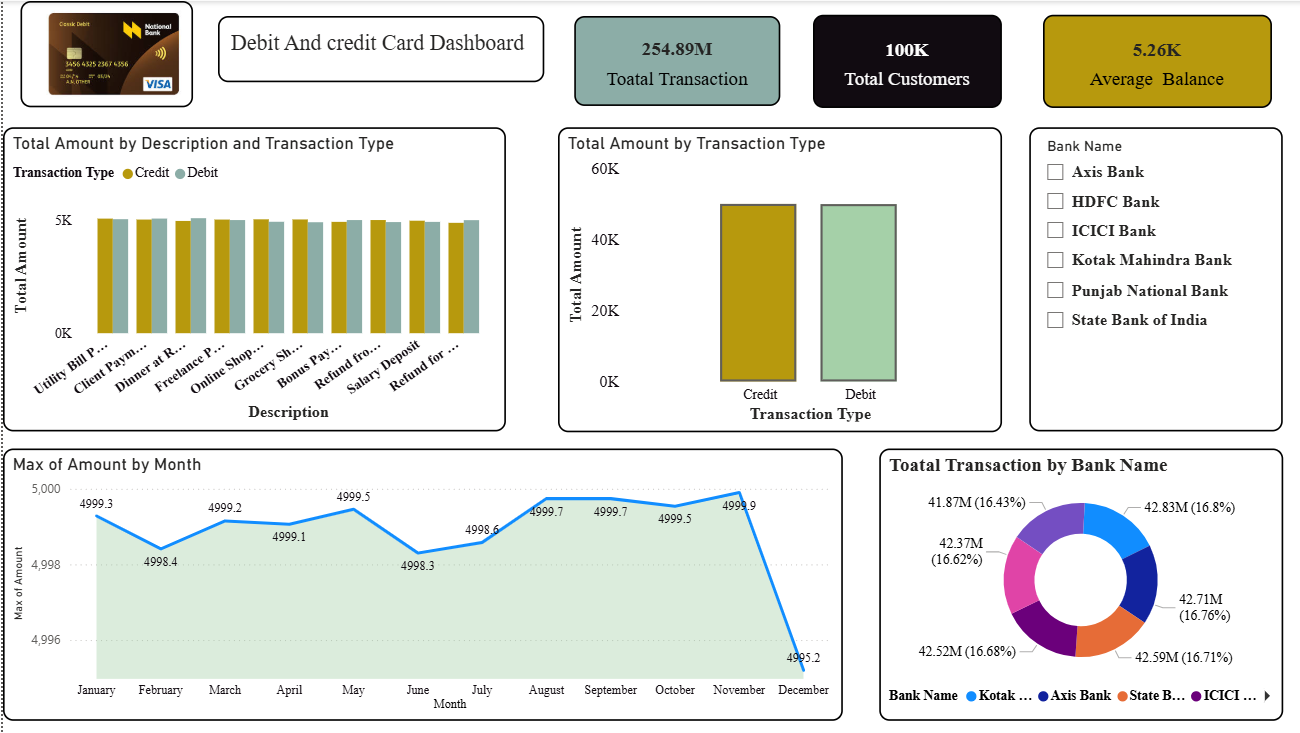 Classic Debit
National
Bank
3456 4325 2367 4356
A.N.OTHER
VISA
Debit And credit Card Dashboard
254.89M
Toatal Transaction
100K
Total Customers
5.26K
Average Balance
Total Amount by Description and Transaction Type
Transaction Type Credit Debit
Total Amount
5K
0K
Utility Bill P...
Client Paym...
Dinner at R...
Freelance P...
Online Shop...
Grocery Sh...
Bonus Pay...
Refund fro...
Salary Deposit
Refund for ...
Description
Total Amount by Transaction Type
Total Amount
60K
40K
20K
0K
Credit Debit
Transaction Type
Bank Name
Axis Bank
HDFC Bank
ICICI Bank
Kotak Mahindra Bank
Punjab National Bank
State Bank of India
Max of Amount by Month
Max of Amount
5,000
4,998
4,996
4999.3
4998.4
4999.2
4999.1
4999.5
4998.3
4998.6
4999.7
4999.7
4999.5
4999.9
4995.2
January February March April May June July August September October November December
Month
Toatal Transaction by Bank Name
41.87M (16.43%)
42.83M (16.8%)
42.37M
(16.62%)
42.71M
(16.76%)
42.52M (16.68%)
42.59M (16.71%)
Bank Name Kotak ... Axis Bank State B... ICICI ...